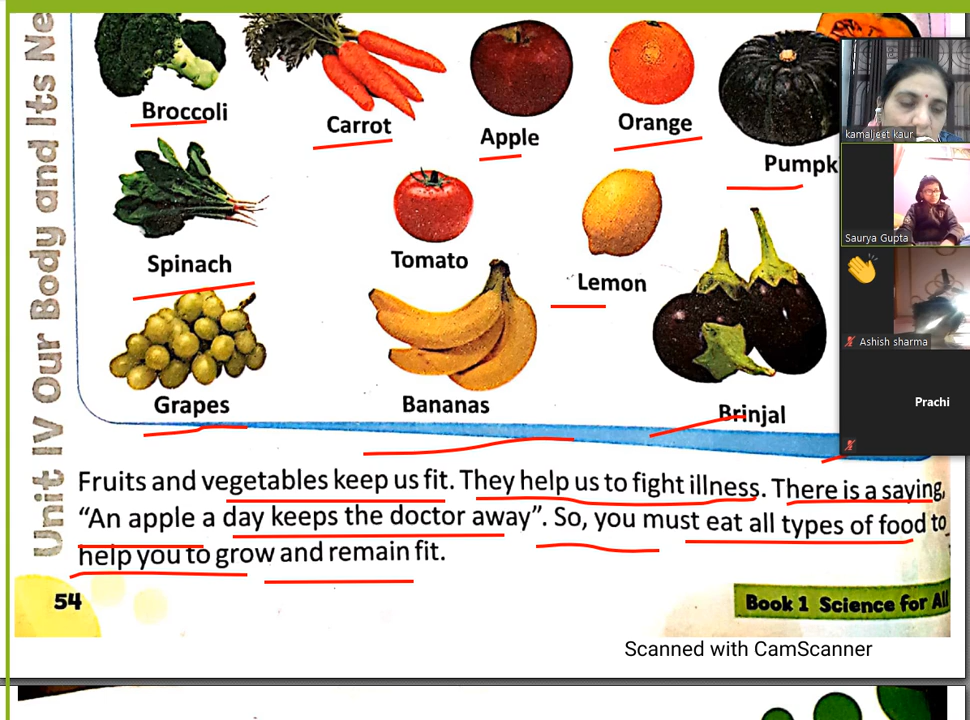 Unit IV Our Body and Its Ne
Broccoli
Carrot
Apple
Orange
Pumpk
Spinach
Tomato
Lemon
Grapes
Bananas
Brinjal
Fruits and vegetables keep us fit. They help us to fight illness. There is a saying,
“An apple a day keeps the doctor away”. So, you must eat all types of food to
help you to grow and remain fit.
54
Book 1 Science for All
Scanned with CamScanner
kamaljeet kaur
Saurya Gupta
Ashish sharma
Prachi